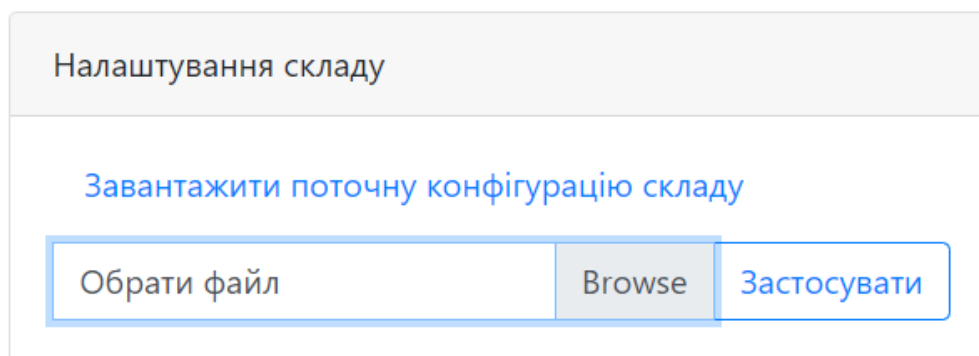 Налаштування складу
Завантажити поточну конфігурацію складу
Обрати файл Browse Застосувати